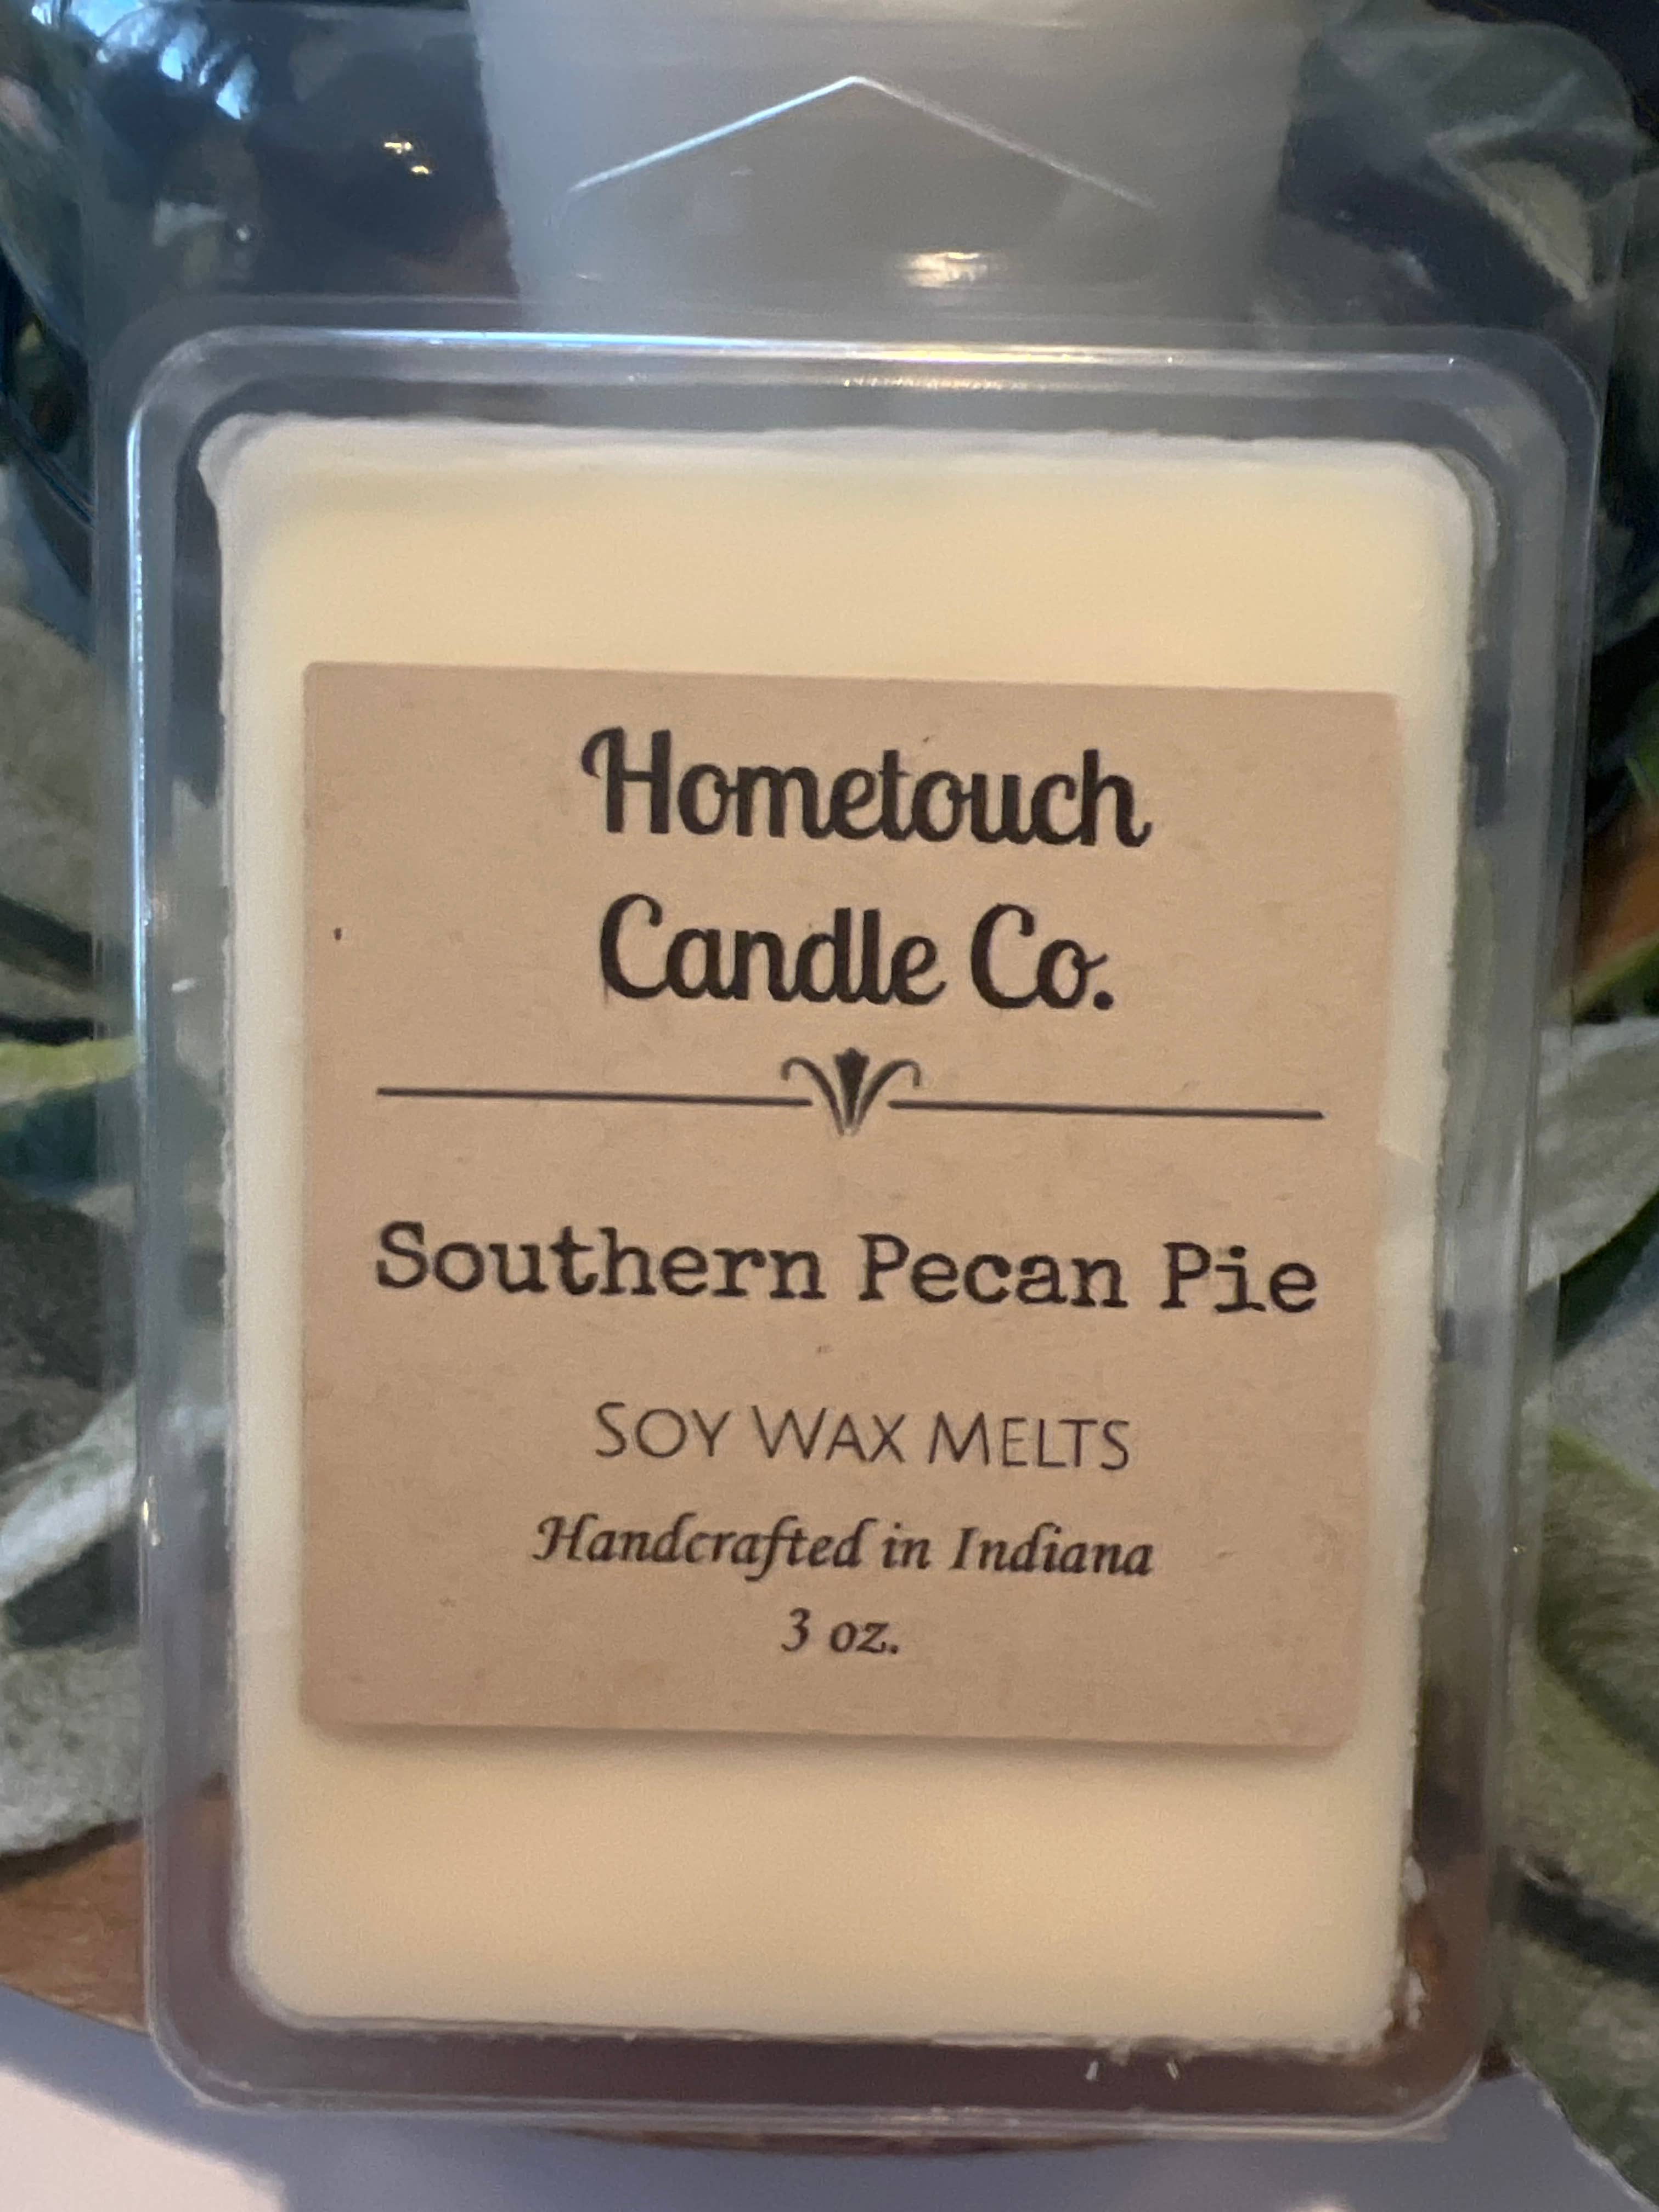 Hometouch
Candle Co.
Southern Pecan Pie
SOY WAX MELTS
Handcrafted in Indiana
3 oz.